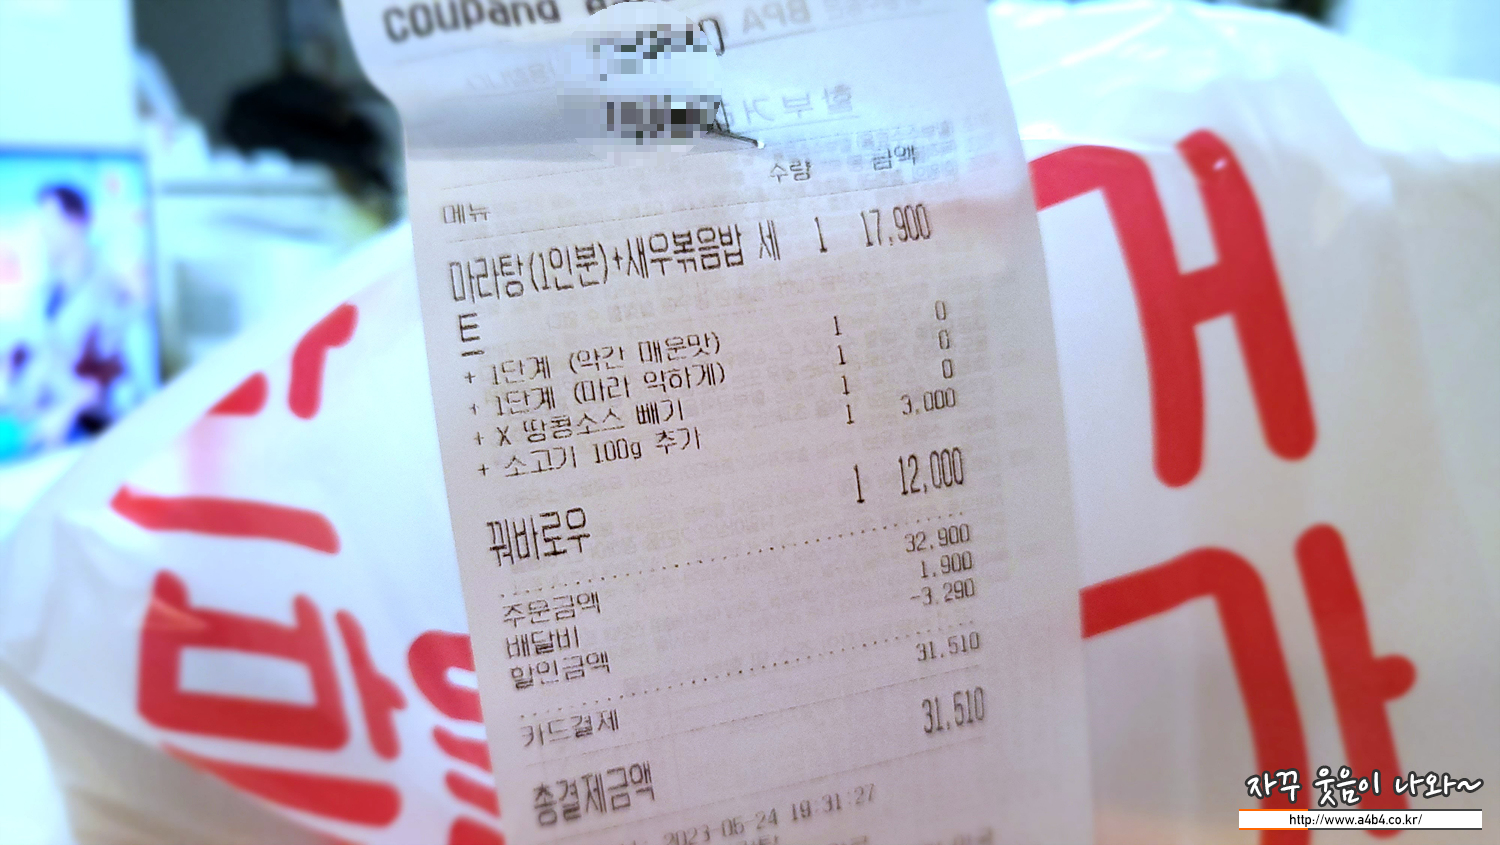 coupang
수량 금액
메뉴
마라탕(1인분)+새우볶음밥 세 1 17,900
트
+ 1단계 (약간 매운맛) 1 0
+ 1단계 (마라 약하게) 1 0
+ X 땅콩소스 빼기 1 0
+ 소고기 100g 추가 1 3,000
꿔바로우 1 12,000
주문금액 32,900
배달비 1,900
할인금액 -3,290
카드결제 31,510
총결제금액 31,510
2023-05-24 19:31:27
거
가
자꾸 웃음이 나와~
http://www.a4b4.co.kr/